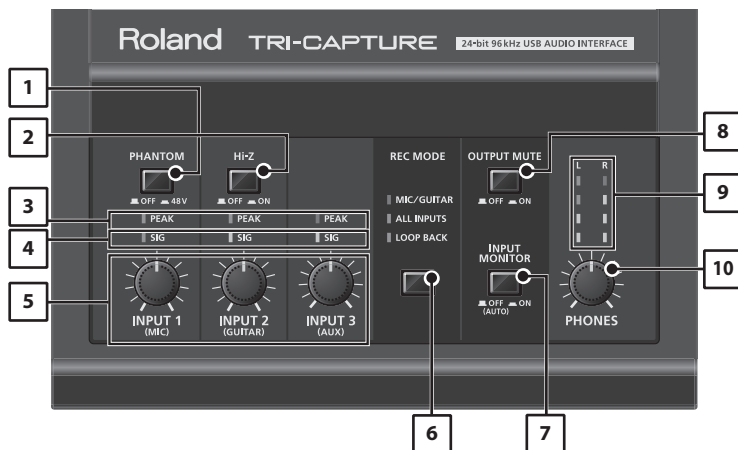 Roland TRI-CAPTURE 24-bit 96kHz USB AUDIO INTERFACE
1
2
3
4
5
PHANTOM
OFF 48V
Hi-Z
OFF ON
PEAK PEAK PEAK
SIG SIG SIG
INPUT 1 INPUT 2 INPUT 3
(MIC) (GUITAR) (AUX)
REC MODE
MIC/GUITAR
ALL INPUTS
LOOP BACK
OUTPUT MUTE
OFF ON
INPUT
MONITOR
OFF ON
(AUTO)
L R
PHONES
8
9
10
6
7